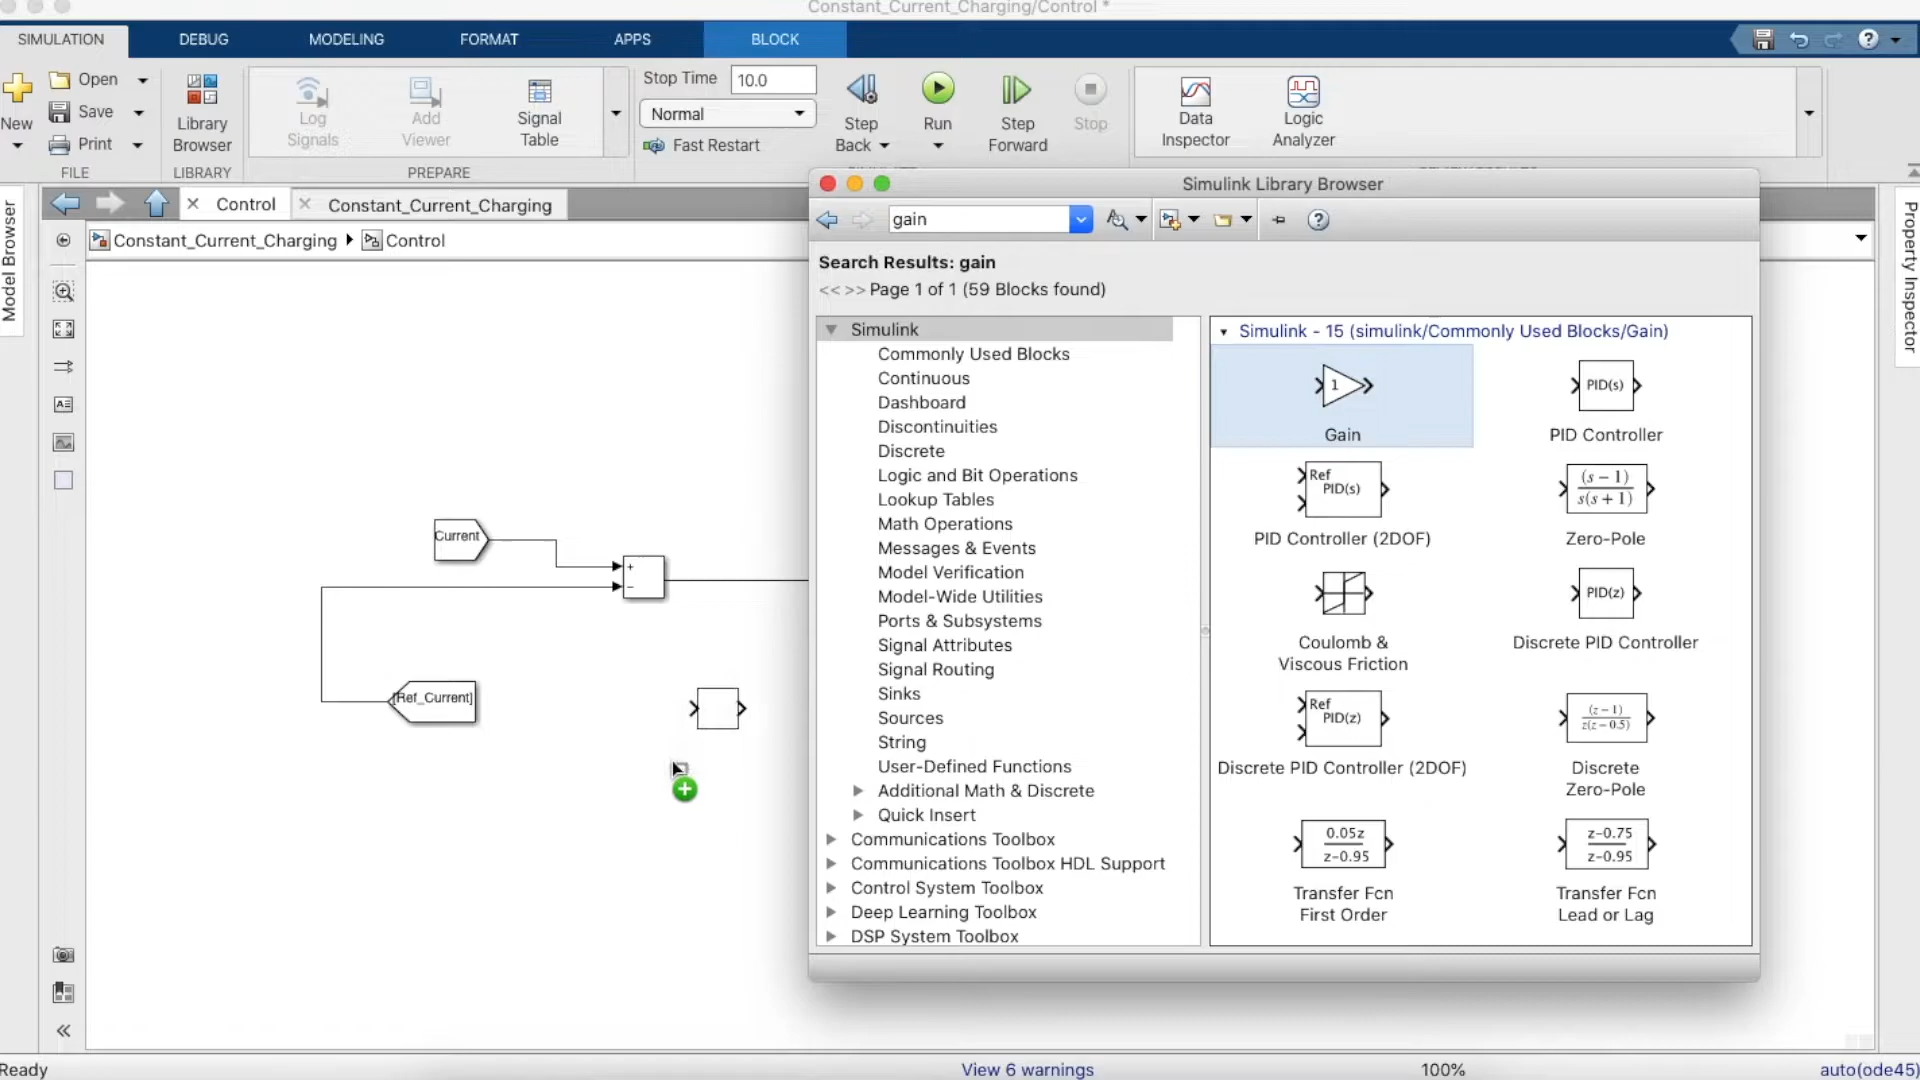 Constant_Current_Charging/Control *
SIMULATION DEBUG MODELING FORMAT APPS BLOCK
New
Open
Save
Print
FILE
Library Browser
LIBRARY
Log Signals
Add Viewer
Signal Table
PREPARE
Stop Time 10.0
Normal
Fast Restart
Step Back
Run
Step Forward
Stop
Data Inspector
Logic Analyzer
Model Browser
Property Inspector
Control Constant_Current_Charging
Constant_Current_Charging Control
Current
+
−
[Ref_Current]
Simulink Library Browser
gain
Search Results: gain
<< >> Page 1 of 1 (59 Blocks found)
Simulink
Commonly Used Blocks
Continuous
Dashboard
Discontinuities
Discrete
Logic and Bit Operations
Lookup Tables
Math Operations
Messages & Events
Model Verification
Model-Wide Utilities
Ports & Subsystems
Signal Attributes
Signal Routing
Sinks
Sources
String
User-Defined Functions
Additional Math & Discrete
Quick Insert
Communications Toolbox
Communications Toolbox HDL Support
Control System Toolbox
Deep Learning Toolbox
DSP System Toolbox
Simulink - 15 (simulink/Commonly Used Blocks/Gain)
1
Gain
PID(s)
PID Controller
Ref
PID(s)
PID Controller (2DOF)
(s − 1)
s(s + 1)
Zero-Pole
Coulomb &
Viscous Friction
PID(z)
Discrete PID Controller
Ref
PID(z)
Discrete PID Controller (2DOF)
(z − 1)
z(z − 0.5)
Discrete
Zero-Pole
0.05z
z-0.95
Transfer Fcn
First Order
z-0.75
z-0.95
Transfer Fcn
Lead or Lag
Ready
View 6 warnings
100%
auto(ode45)